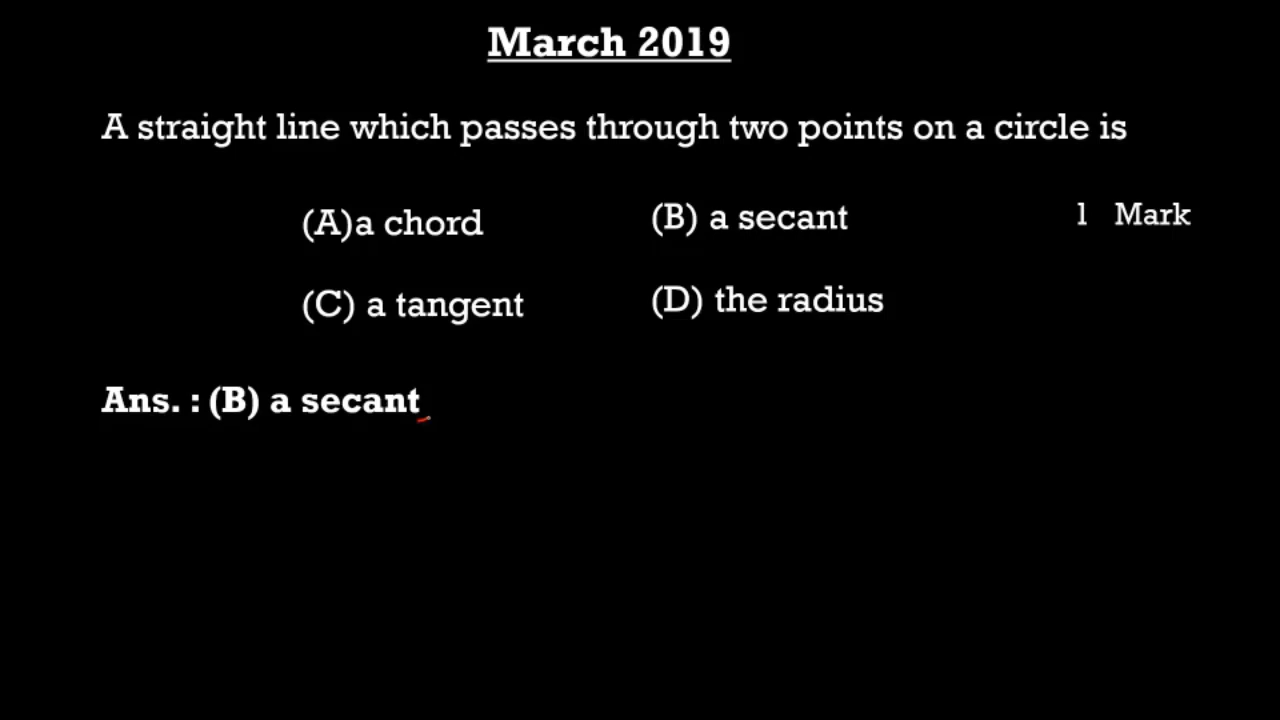 March 2019
A straight line which passes through two points on a circle is
(A)a chord (B) a secant 1 Mark
(C) a tangent (D) the radius
Ans. : (B) a secant